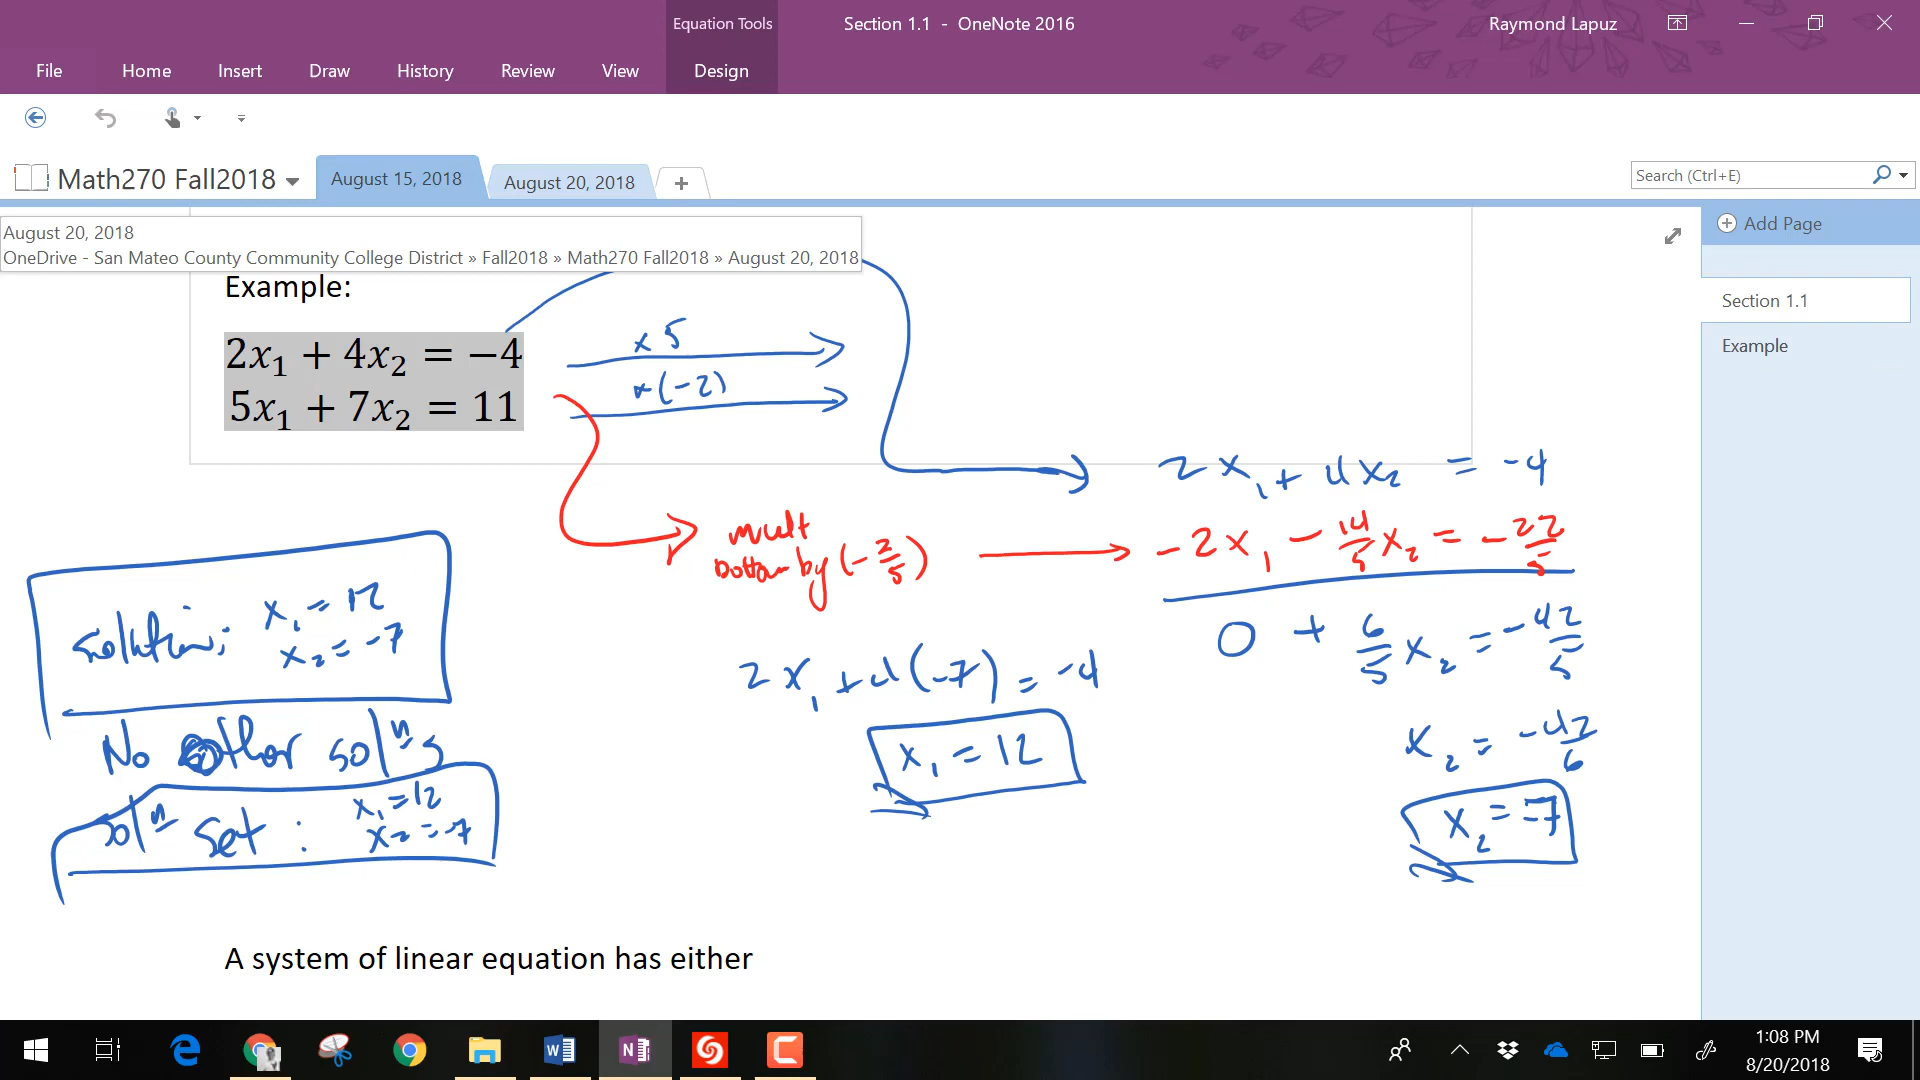 Equation Tools
Section 1.1 - OneNote 2016
Raymond Lapuz
File Home Insert Draw History Review View Design
Math270 Fall2018
August 15, 2018
August 20, 2018
+
Search (Ctrl+E)
August 20, 2018
OneDrive - San Mateo County Community College District » Fall2018 » Math270 Fall2018 » August 20, 2018
Add Page
Section 1.1
Example
Example:
2x₁ + 4x₂ = −4
5x₁ + 7x₂ = 11
x 5
x (-2)
2x₁ + 4x₂ = -4
mult
bottom by (-2/5)
-2x₁ - 14/5 x₂ = -22/5
0 + 6/5 x₂ = -42/5
x₂ = -42/6
x₂ = -7
2x₁ + 4(-7) = -4
x₁ = 12
solution: x₁ = 12
x₂ = -7
No other solⁿs
solⁿ set : x₁ = 12
x₂ = -7
A system of linear equation has either
1:08 PM
8/20/2018